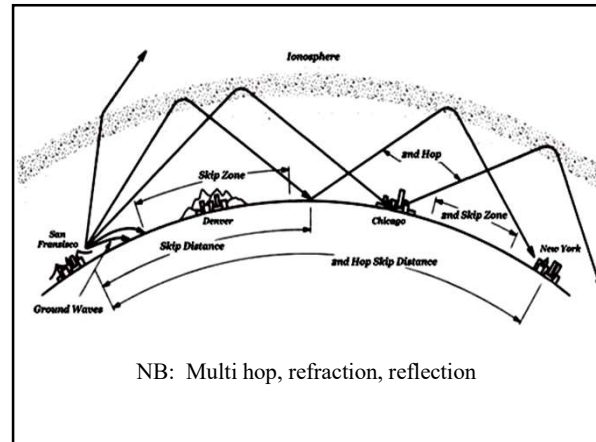 Ionosphere
2nd Hop
Skip Zone
San
Fransisco
Denver
Chicago
2nd Skip Zone
New York
Skip Distance
2nd Hop Skip Distance
Ground Waves
NB:  Multi hop, refraction, reflection